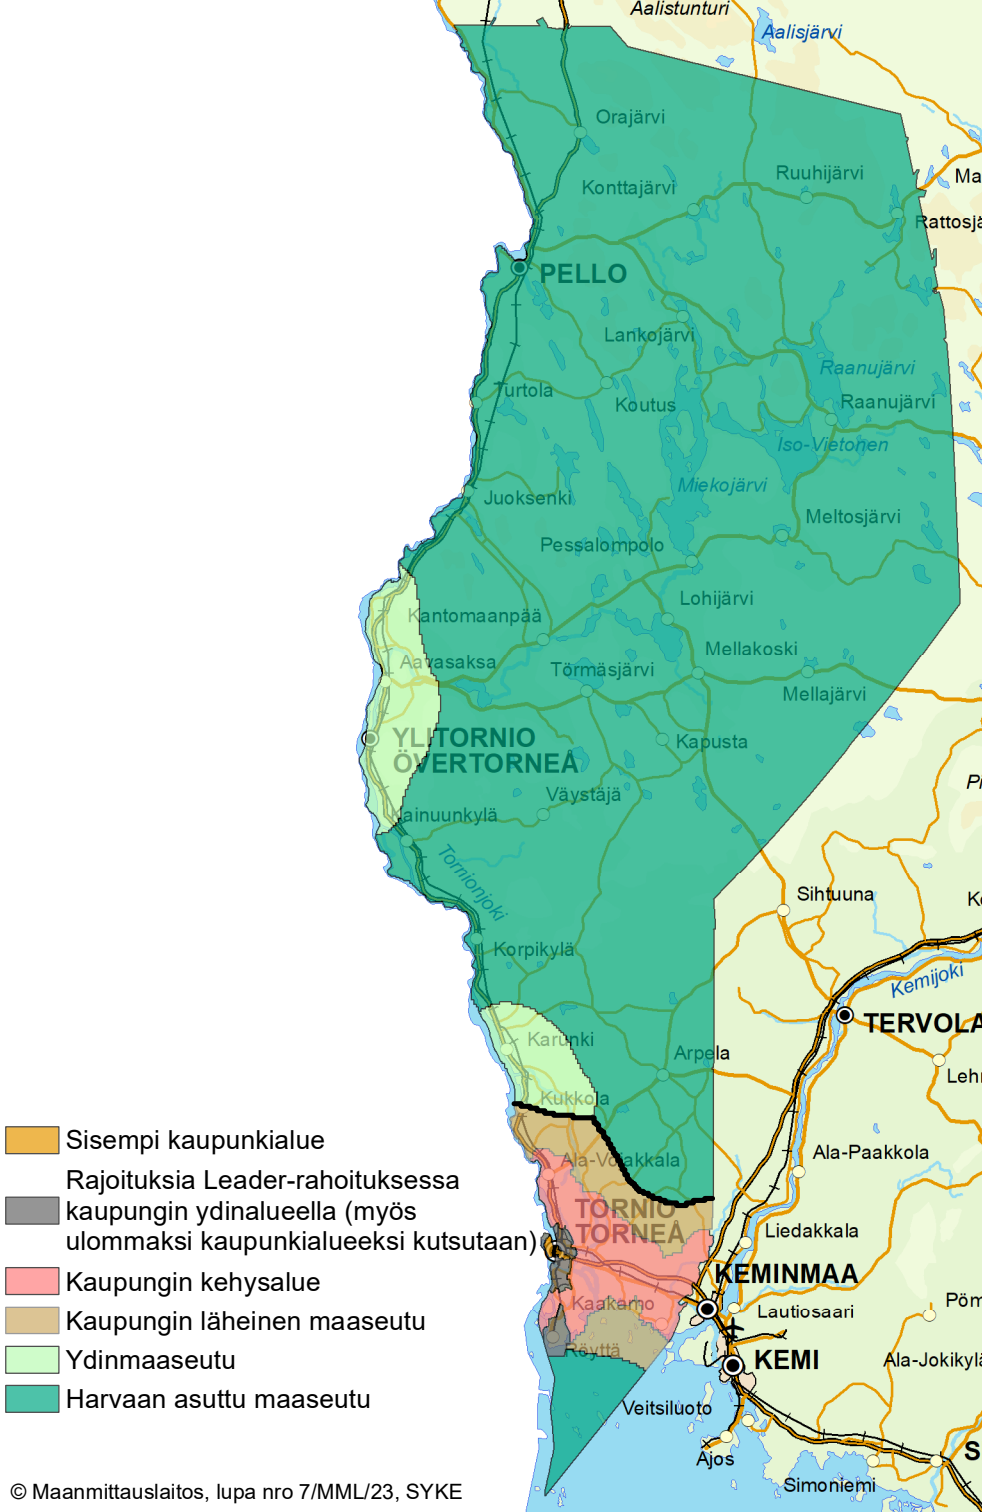 Aalistunturi
Aalisjärvi
Orajärvi
Ruuhijärvi
Konttajärvi
Ma
Rattosjä
PELLO
Lankojärvi
Raanujärvi
Turtola
Koutus
Raanujärvi
Iso-Vietonen
Miekojärvi
Juoksenki
Meltosjärvi
Pessalompolo
Lohijärvi
Kantomaanpää
Mellakoski
Aavasaksa
Törmäsjärvi
Mellajärvi
YLITORNIO
ÖVERTORNEÅ
Kapusta
Väystäjä
Kainuunkylä
Tornionjoki
Sihtuuna
Korpikylä
Kemijoki
TERVOLA
Karunki
Arpela
Kukkola
Ala-Vojakkala
Ala-Paakkola
TORNIO
TORNEÅ
Liedakkala
KEMINMAA
Kaakamo
Lautiosaari
Röyttä
KEMI
Ala-Jokikylä
Veitsiluoto
Ajos
Simoniemi
S
Sisempi kaupunkialue
Rajoituksia Leader-rahoituksessa
kaupungin ydinalueella (myös
ulommaksi kaupunkialueeksi kutsutaan)
Kaupungin kehysalue
Kaupungin läheinen maaseutu
Ydinmaaseutu
Harvaan asuttu maaseutu
© Maanmittauslaitos, lupa nro 7/MML/23, SYKE